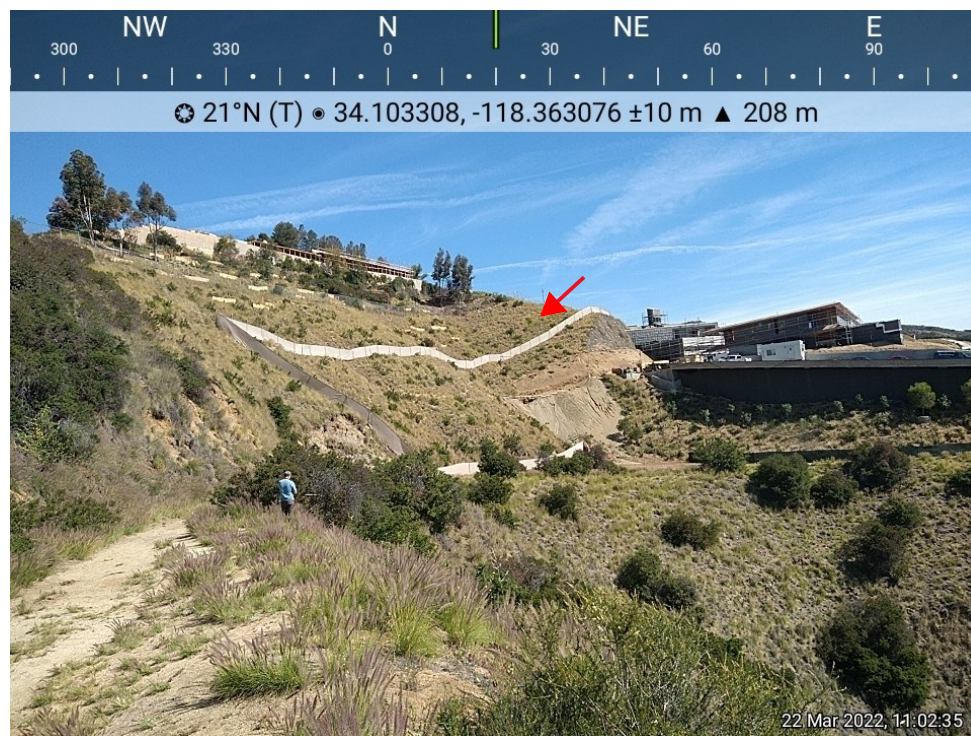 NW N NE E
300 330 0 30 60 90
21°N (T) 34.103308, -118.363076 ±10 m ▲ 208 m
22 Mar 2022, 11:02:35